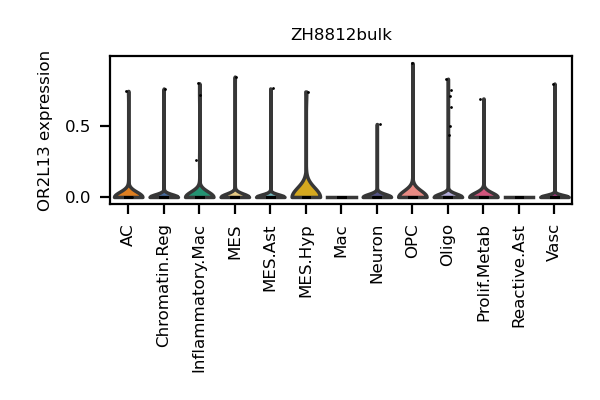 ZH8812bulk
OR2L13 expression
0.5
0.0
AC
Chromatin.Reg
Inflammatory.Mac
MES
MES.Ast
MES.Hyp
Mac
Neuron
OPC
Oligo
Prolif.Metab
Reactive.Ast
Vasc